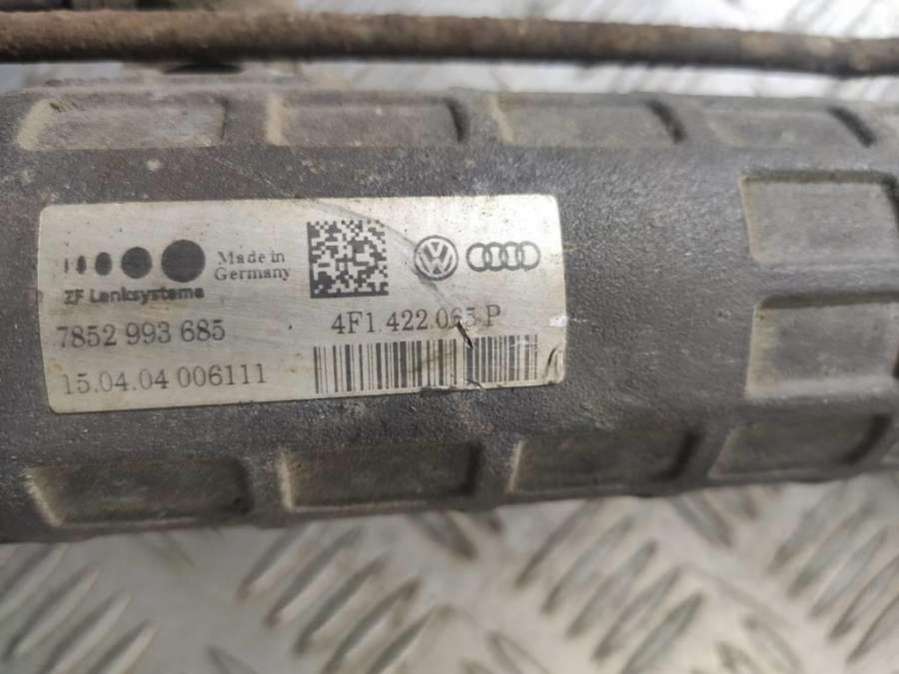 Made in
Germany
ZF Lenksysteme
7852 993 685
15.04.04 006111
4F1.422.065 P